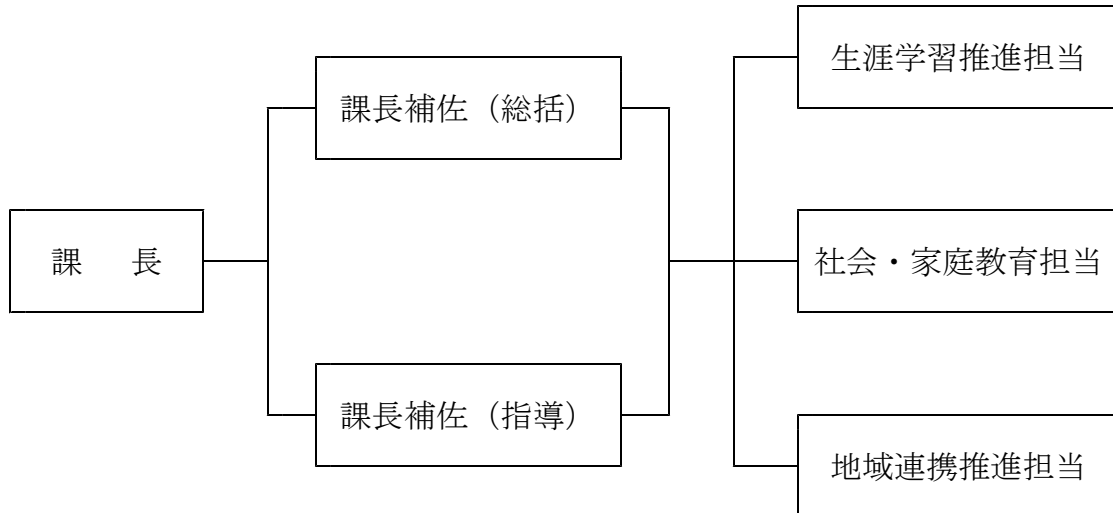 課　長
課長補佐（総括）
課長補佐（指導）
生涯学習推進担当
社会・家庭教育担当
地域連携推進担当